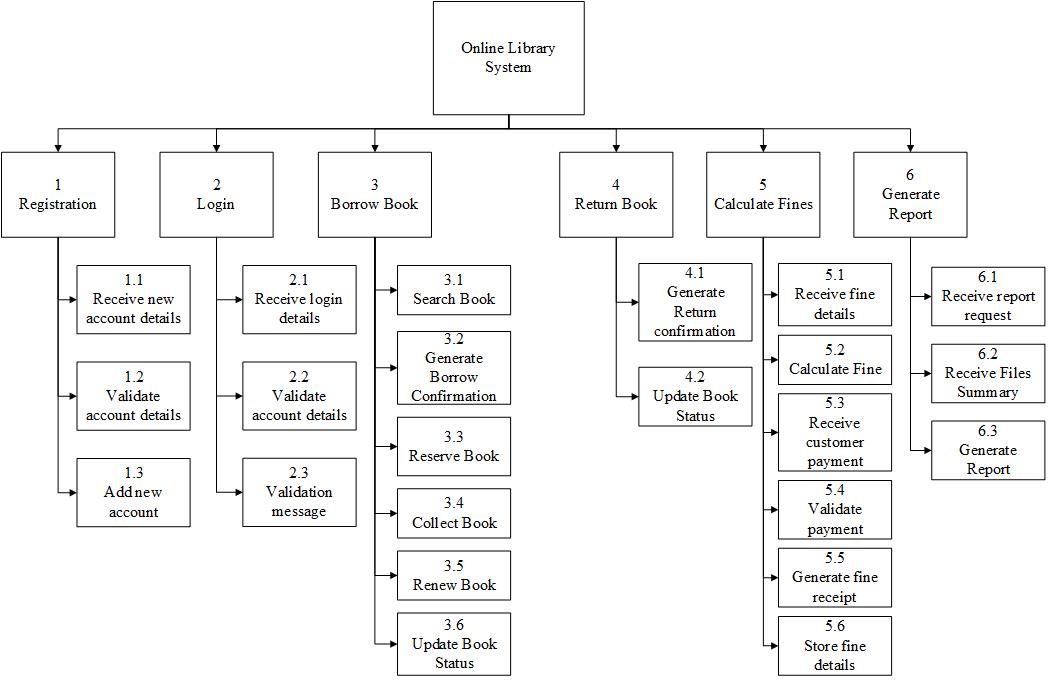 Online Library
System
1
Registration
2
Login
3
Borrow Book
4
Return Book
5
Calculate Fines
6
Generate
Report
1.1
Receive new
account details
1.2
Validate
account details
1.3
Add new
account
2.1
Receive login
details
2.2
Validate
account details
2.3
Validation
message
3.1
Search Book
3.2
Generate
Borrow
Confirmation
3.3
Reserve Book
3.4
Collect Book
3.5
Renew Book
3.6
Update Book
Status
4.1
Generate
Return
confirmation
4.2
Update Book
Status
5.1
Receive fine
details
5.2
Calculate Fine
5.3
Receive
customer
payment
5.4
Validate
payment
5.5
Generate fine
receipt
5.6
Store fine
details
6.1
Receive report
request
6.2
Receive Files
Summary
6.3
Generate
Report